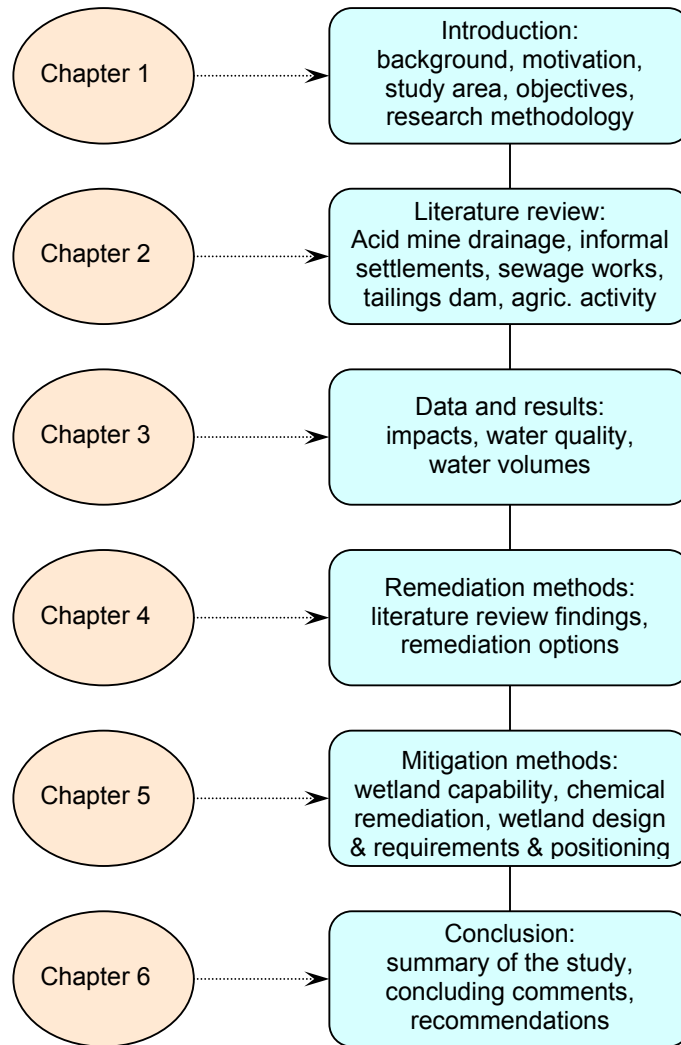 Chapter 1
Introduction:
background, motivation,
study area, objectives,
research methodology
Chapter 2
Literature review:
Acid mine drainage, informal
settlements, sewage works,
tailings dam, agric. activity
Chapter 3
Data and results:
impacts, water quality,
water volumes
Chapter 4
Remediation methods:
literature review findings,
remediation options
Chapter 5
Mitigation methods:
wetland capability, chemical
remediation, wetland design
& requirements & positioning
Chapter 6
Conclusion:
summary of the study,
concluding comments,
recommendations